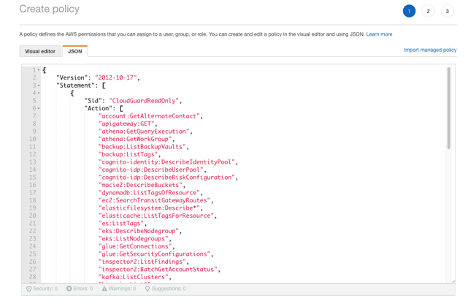 Create policy
1 2 3
A policy defines the AWS permissions that you can assign to a user, group, or role. You can create and edit a policy in the visual editor and using JSON. Learn more
Visual editor JSON
Import managed policy
1 {
2 "Version": "2012-10-17",
3 "Statement": [
4 {
5 "Sid": "CloudGuardReadOnly",
6 "Action": [
7 "account:GetAlternateContact",
8 "apigateway:GET",
9 "athena:GetQueryExecution",
10 "athena:GetWorkGroup",
11 "backup:ListBackupVaults",
12 "backup:ListTags",
13 "cognito-identity:DescribeIdentityPool",
14 "cognito-idp:DescribeUserPool",
15 "cognito-idp:DescribeRiskConfiguration",
16 "macie2:DescribeBuckets",
17 "dynamodb:ListTagsOfResource",
18 "ec2:SearchTransitGatewayRoutes",
19 "elasticfilesystem:Describe*",
20 "elasticache:ListTagsForResource",
21 "es:ListTags",
22 "eks:DescribeNodegroup",
23 "eks:ListNodegroups",
24 "glue:GetConnections",
25 "glue:GetSecurityConfigurations",
26 "inspector2:ListFindings",
27 "inspector2:BatchGetAccountStatus",
28 "kafka:ListClusters",
Security: 0 Errors: 0 Warnings: 0 Suggestions: 0